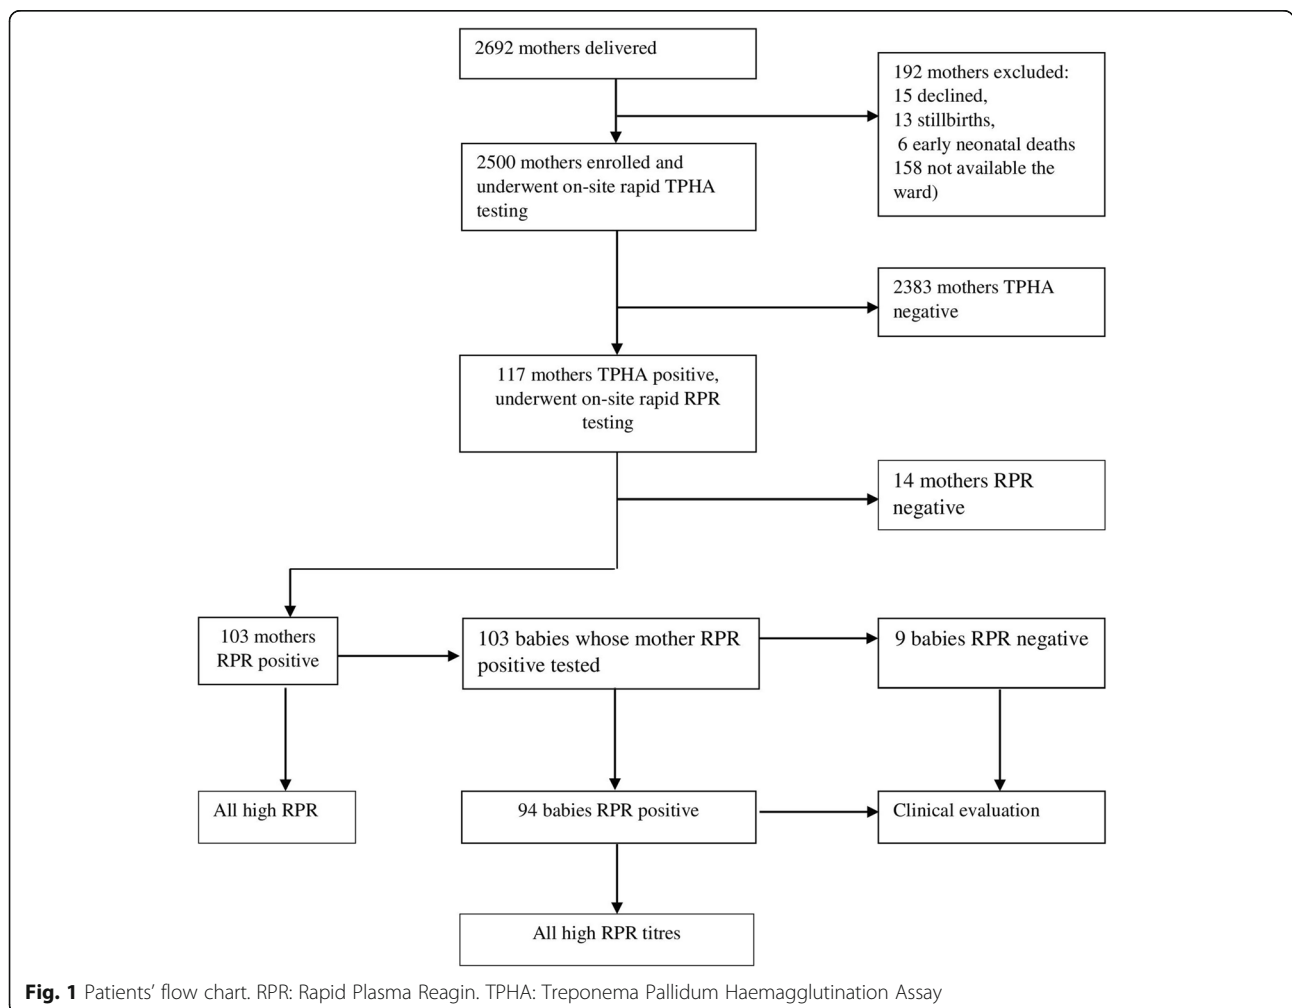 2692 mothers delivered
192 mothers excluded:
15 declined,
13 stillbirths,
6 early neonatal deaths
158 not available the
ward)
2500 mothers enrolled and
underwent on-site rapid TPHA
testing
2383 mothers TPHA
negative
117 mothers TPHA positive,
underwent on-site rapid RPR
testing
14 mothers RPR
negative
103 mothers
RPR positive
103 babies whose mother RPR
positive tested
9 babies RPR negative
All high RPR
94 babies RPR positive
Clinical evaluation
All high RPR titres
Fig. 1 Patients’ flow chart. RPR: Rapid Plasma Reagin. TPHA: Treponema Pallidum Haemagglutination Assay